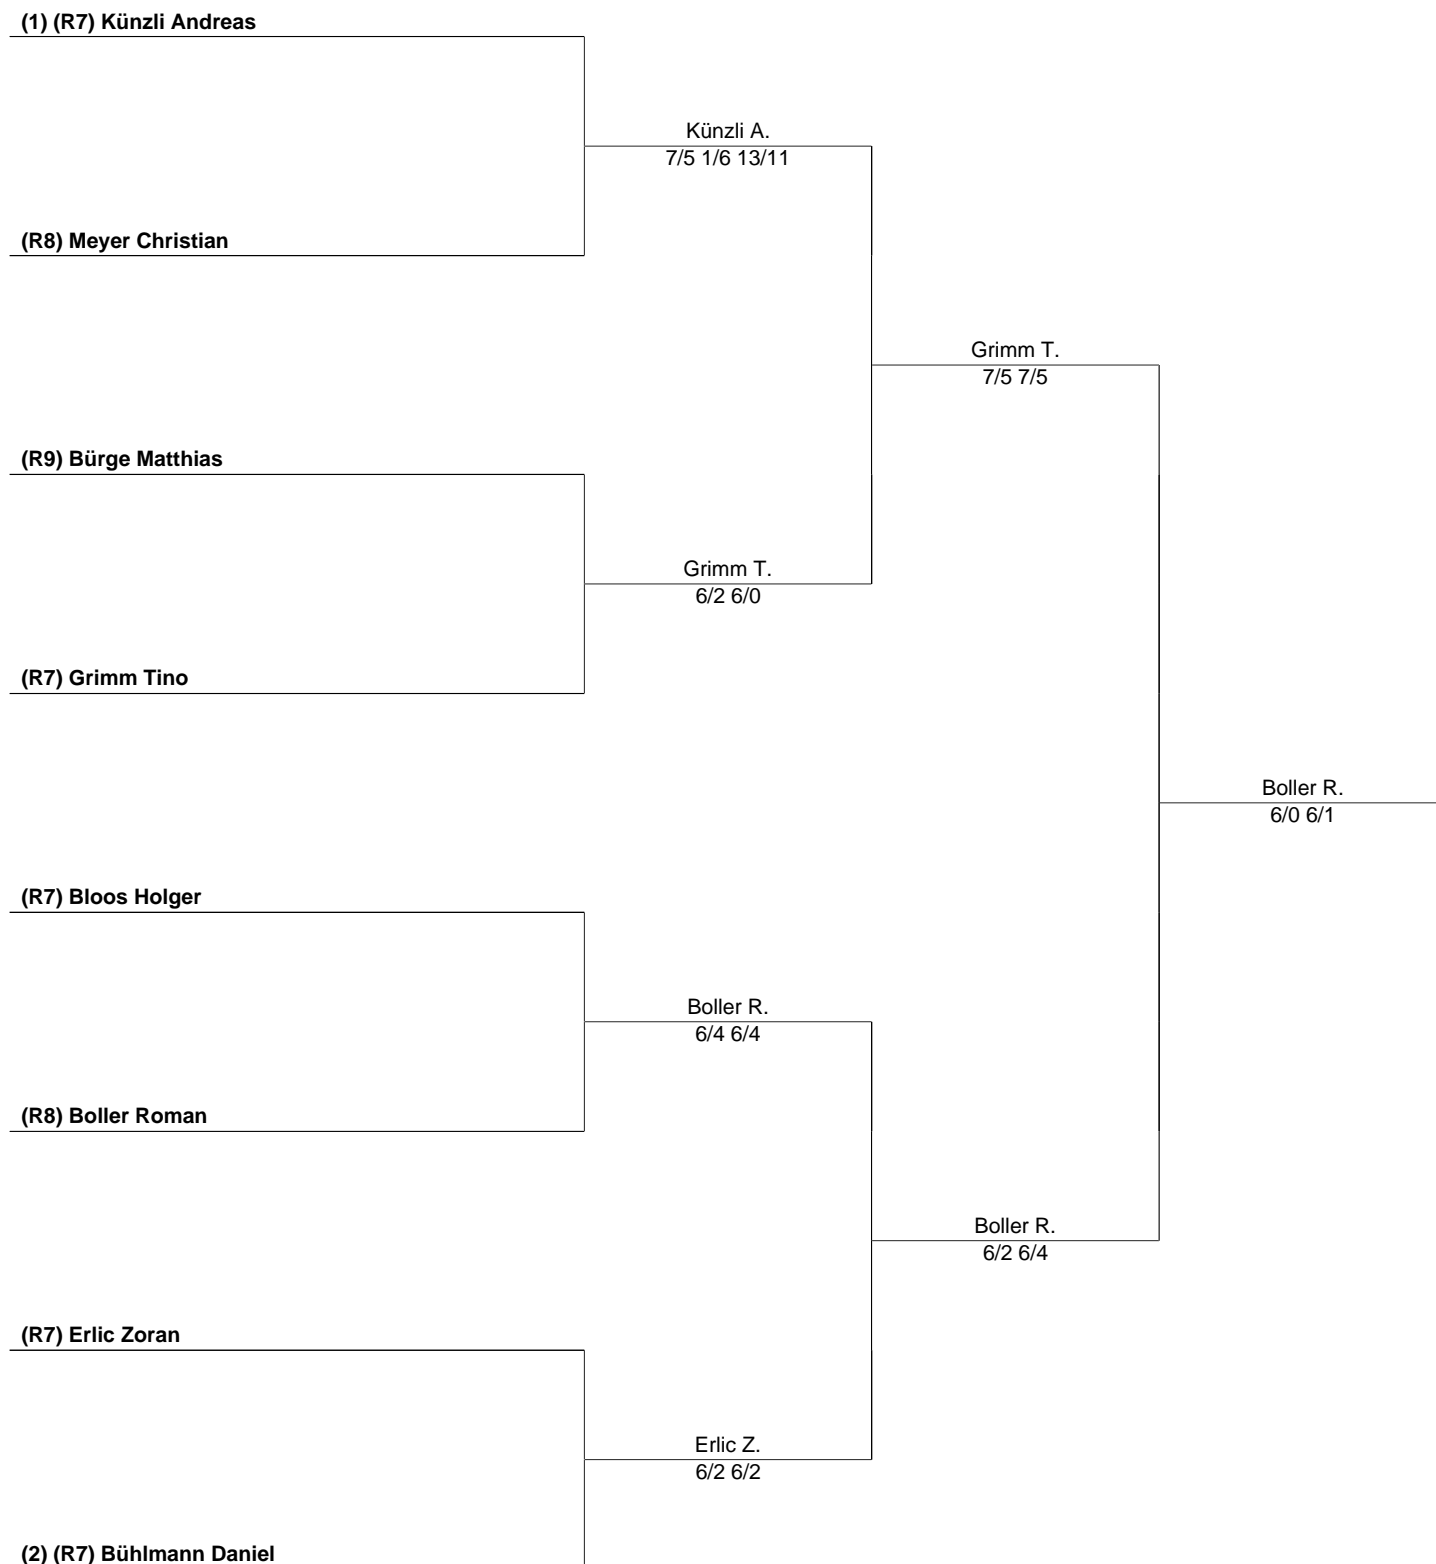 (1) (R7) Künzli Andreas
Künzli A.
7/5 1/6 13/11
(R8) Meyer Christian
Grimm T.
7/5 7/5
(R9) Bürge Matthias
Grimm T.
6/2 6/0
(R7) Grimm Tino
Boller R.
6/0 6/1
(R7) Bloos Holger
Boller R.
6/4 6/4
(R8) Boller Roman
Boller R.
6/2 6/4
(R7) Erlic Zoran
Erlic Z.
6/2 6/2
(2) (R7) Bühlmann Daniel